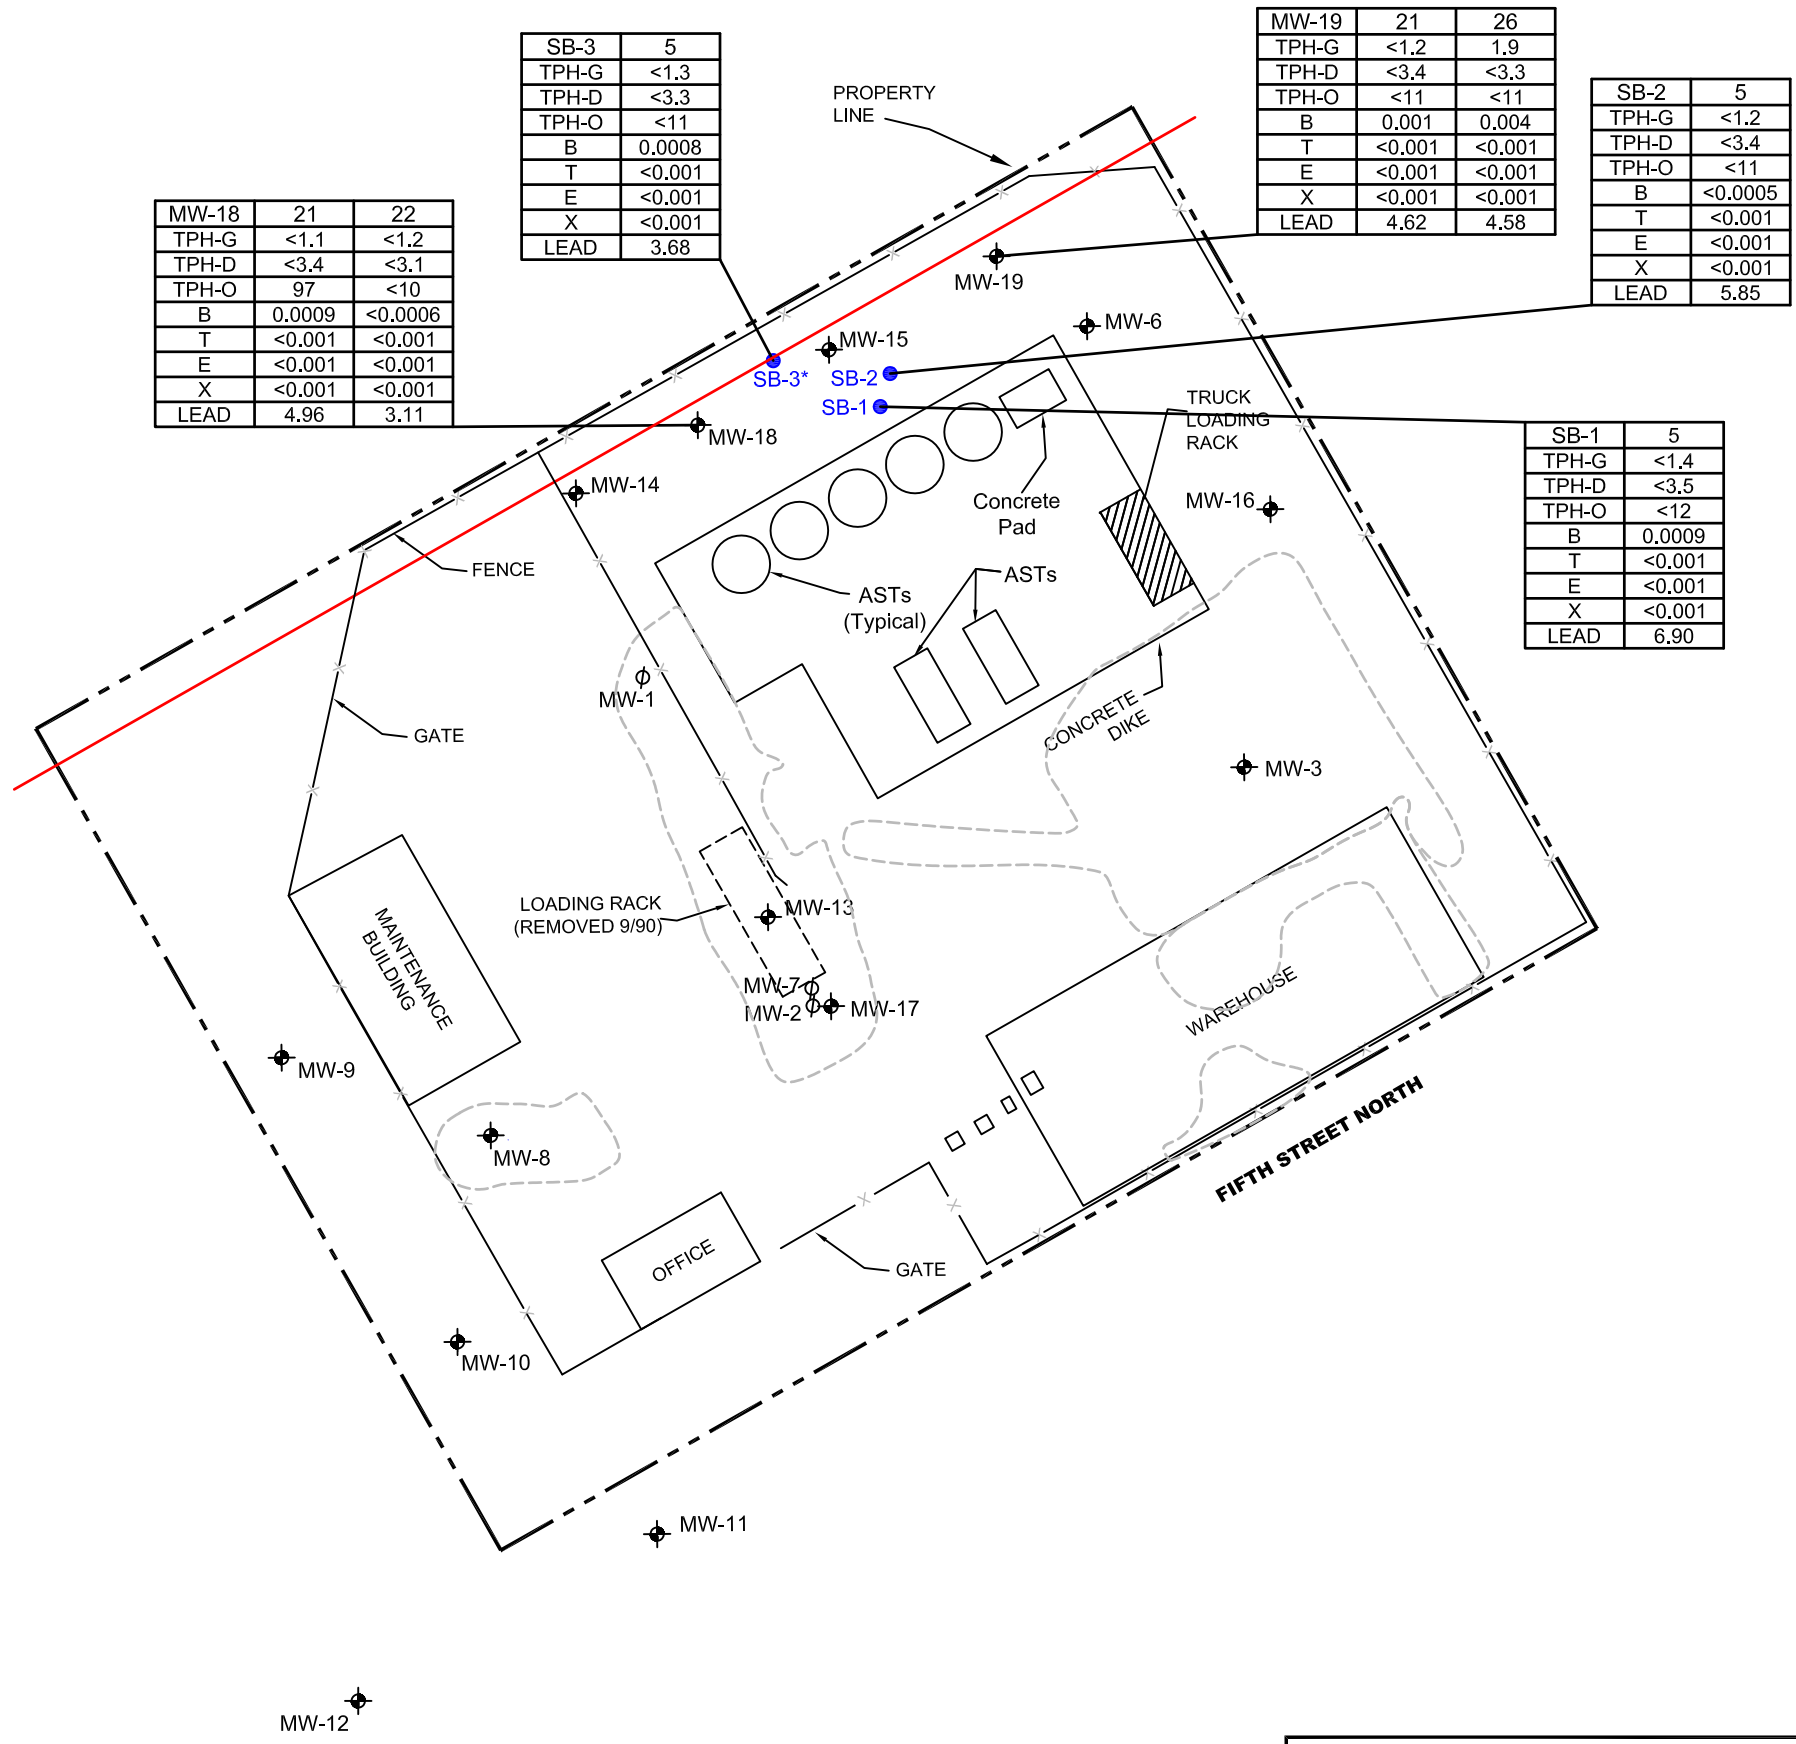 SB-3 5
TPH-G <1.3
TPH-D <3.3
TPH-O <11
B 0.0008
T <0.001
E <0.001
X <0.001
LEAD 3.68
MW-19 21 26
TPH-G <1.2 1.9
TPH-D <3.4 <3.3
TPH-O <11 <11
B 0.001 0.004
T <0.001 <0.001
E <0.001 <0.001
X <0.001 <0.001
LEAD 4.62 4.58
SB-2 5
TPH-G <1.2
TPH-D <3.4
TPH-O <11
B <0.0005
T <0.001
E <0.001
X <0.001
LEAD 5.85
MW-18 21 22
TPH-G <1.1 <1.2
TPH-D <3.4 <3.1
TPH-O 97 <10
B 0.0009 <0.0006
T <0.001 <0.001
E <0.001 <0.001
X <0.001 <0.001
LEAD 4.96 3.11
SB-1 5
TPH-G <1.4
TPH-D <3.5
TPH-O <12
B 0.0009
T <0.001
E <0.001
X <0.001
LEAD 6.90
PROPERTY
LINE
MW-19
MW-6
MW-15
SB-3*
SB-2
SB-1
MW-18
TRUCK
LOADING
RACK
MW-14
Concrete
Pad
MW-16
FENCE
ASTs
(Typical)
ASTs
MW-1
CONCRETE
DIKE
GATE
MW-3
LOADING RACK
(REMOVED 9/90)
MW-13
MAINTENANCE
BUILDING
MW-7
MW-2
MW-17
WAREHOUSE
MW-9
MW-8
FIFTH STREET NORTH
OFFICE
GATE
MW-10
MW-11
MW-12